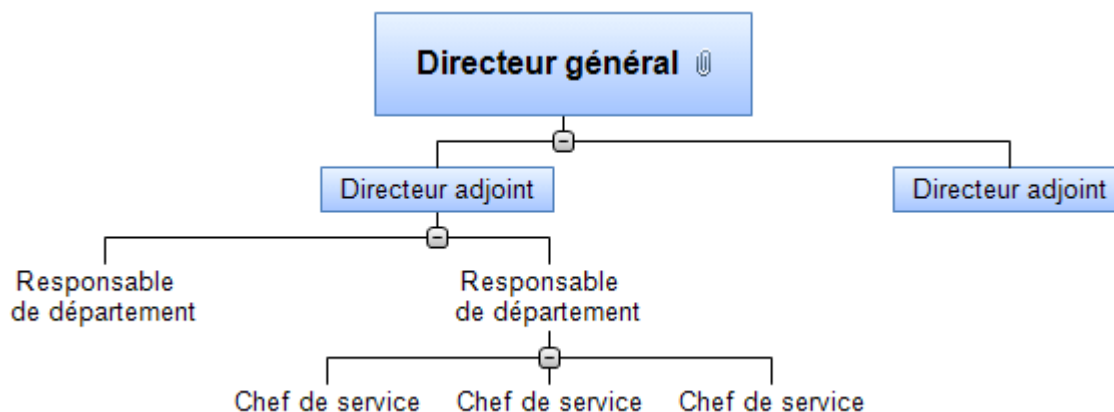 Directeur général
Directeur adjoint
Directeur adjoint
Responsable
de département
Responsable
de département
Chef de service
Chef de service
Chef de service